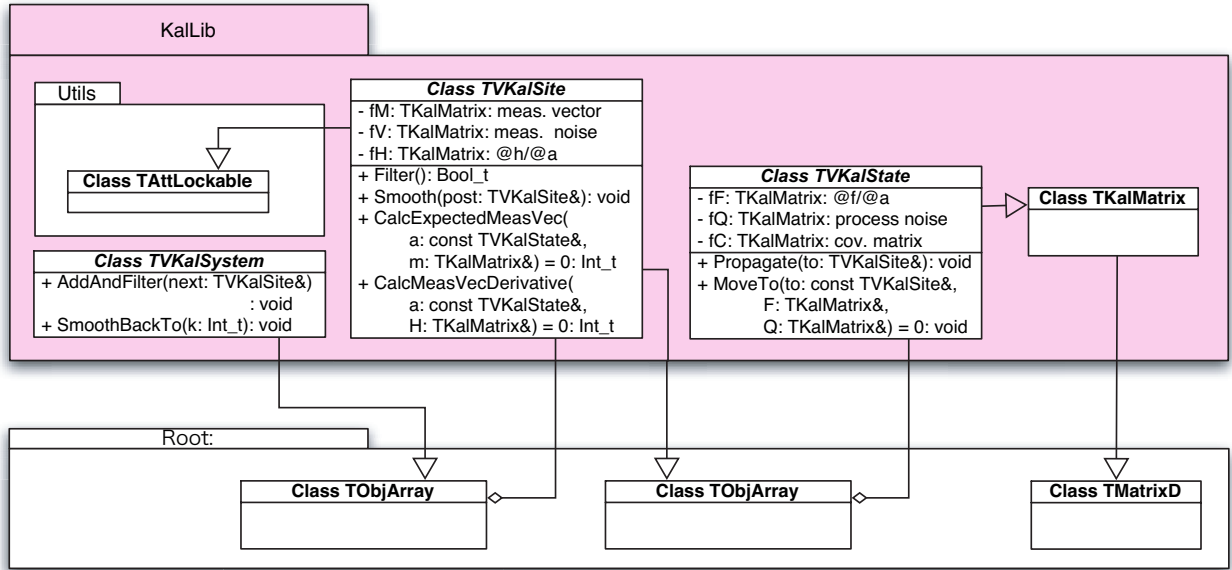 KalLib
Utils
Class TAttLockable
Class TVKalSystem
+ AddAndFilter(next: TVKalSite&)
: void
+ SmoothBackTo(k: Int_t): void
Class TVKalSite
- fM: TKalMatrix: meas. vector
- fV: TKalMatrix: meas. noise
- fH: TKalMatrix: @h/@a
+ Filter(): Bool_t
+ Smooth(post: TVKalSite&): void
+ CalcExpectedMeasVec(
a: const TVKalState&,
m: TKalMatrix&) = 0: Int_t
+ CalcMeasVecDerivative(
a: const TVKalState&,
H: TKalMatrix&) = 0: Int_t
Class TVKalState
- fF: TKalMatrix: @f/@a
- fQ: TKalMatrix: process noise
- fC: TKalMatrix: cov. matrix
+ Propagate(to: TVKalSite&): void
+ MoveTo(to: const TVKalSite&,
F: TKalMatrix&,
Q: TKalMatrix&) = 0: void
Class TKalMatrix
Root:
Class TObjArray
Class TObjArray
Class TMatrixD